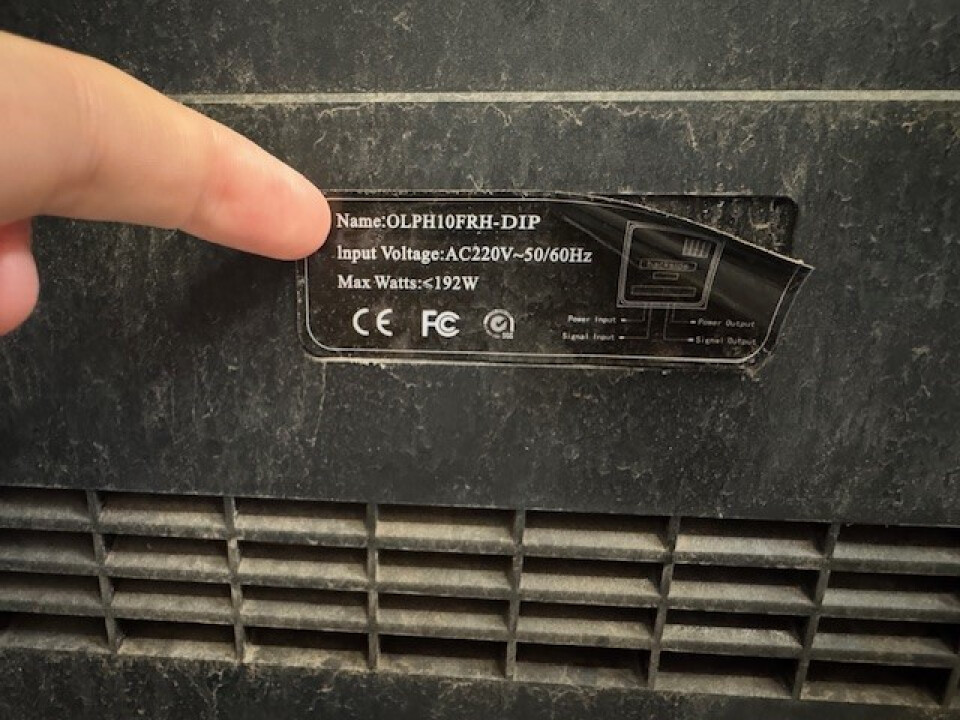 Name:OLPH10FRH-DIP
Input Voltage:AC220V~50/60Hz
Max Watts:≤192W
CE FC
Power Input
Power Output
Signal Input
Signal Output